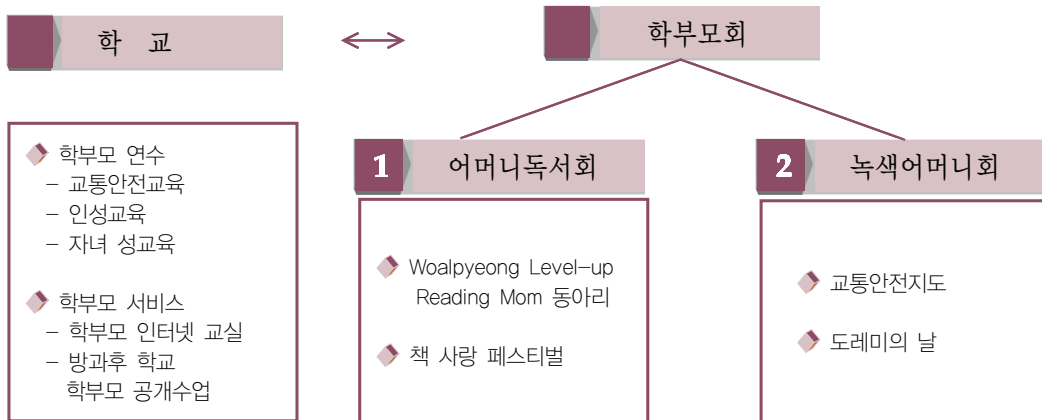 학 교
학부모회
학부모 연수
– 교통안전교육
– 인성교육
– 자녀 성교육
학부모 서비스
– 학부모 인터넷 교실
– 방과후 학교
학부모 공개수업
1 어머니독서회
Woalpyeong Level-up
Reading Mom 동아리
책 사랑 페스티벌
2 녹색어머니회
교통안전지도
도레미의 날